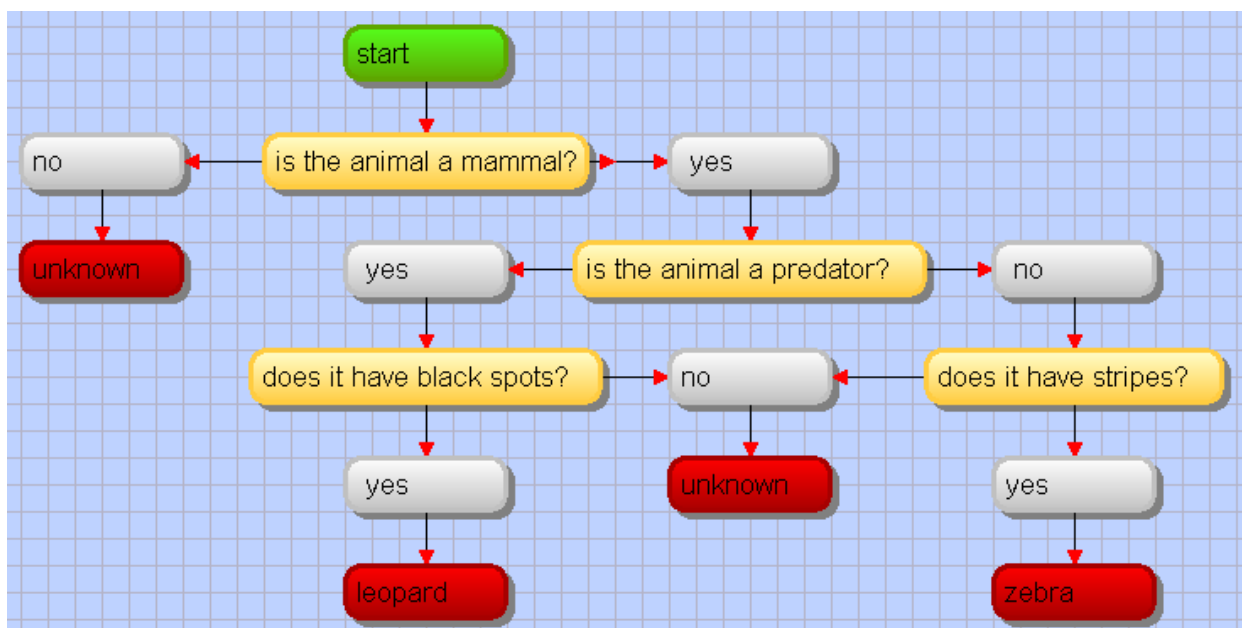 start
no
is the animal a mammal?
yes
unknown
yes
is the animal a predator?
no
does it have black spots?
no
does it have stripes?
yes
unknown
yes
leopard
zebra